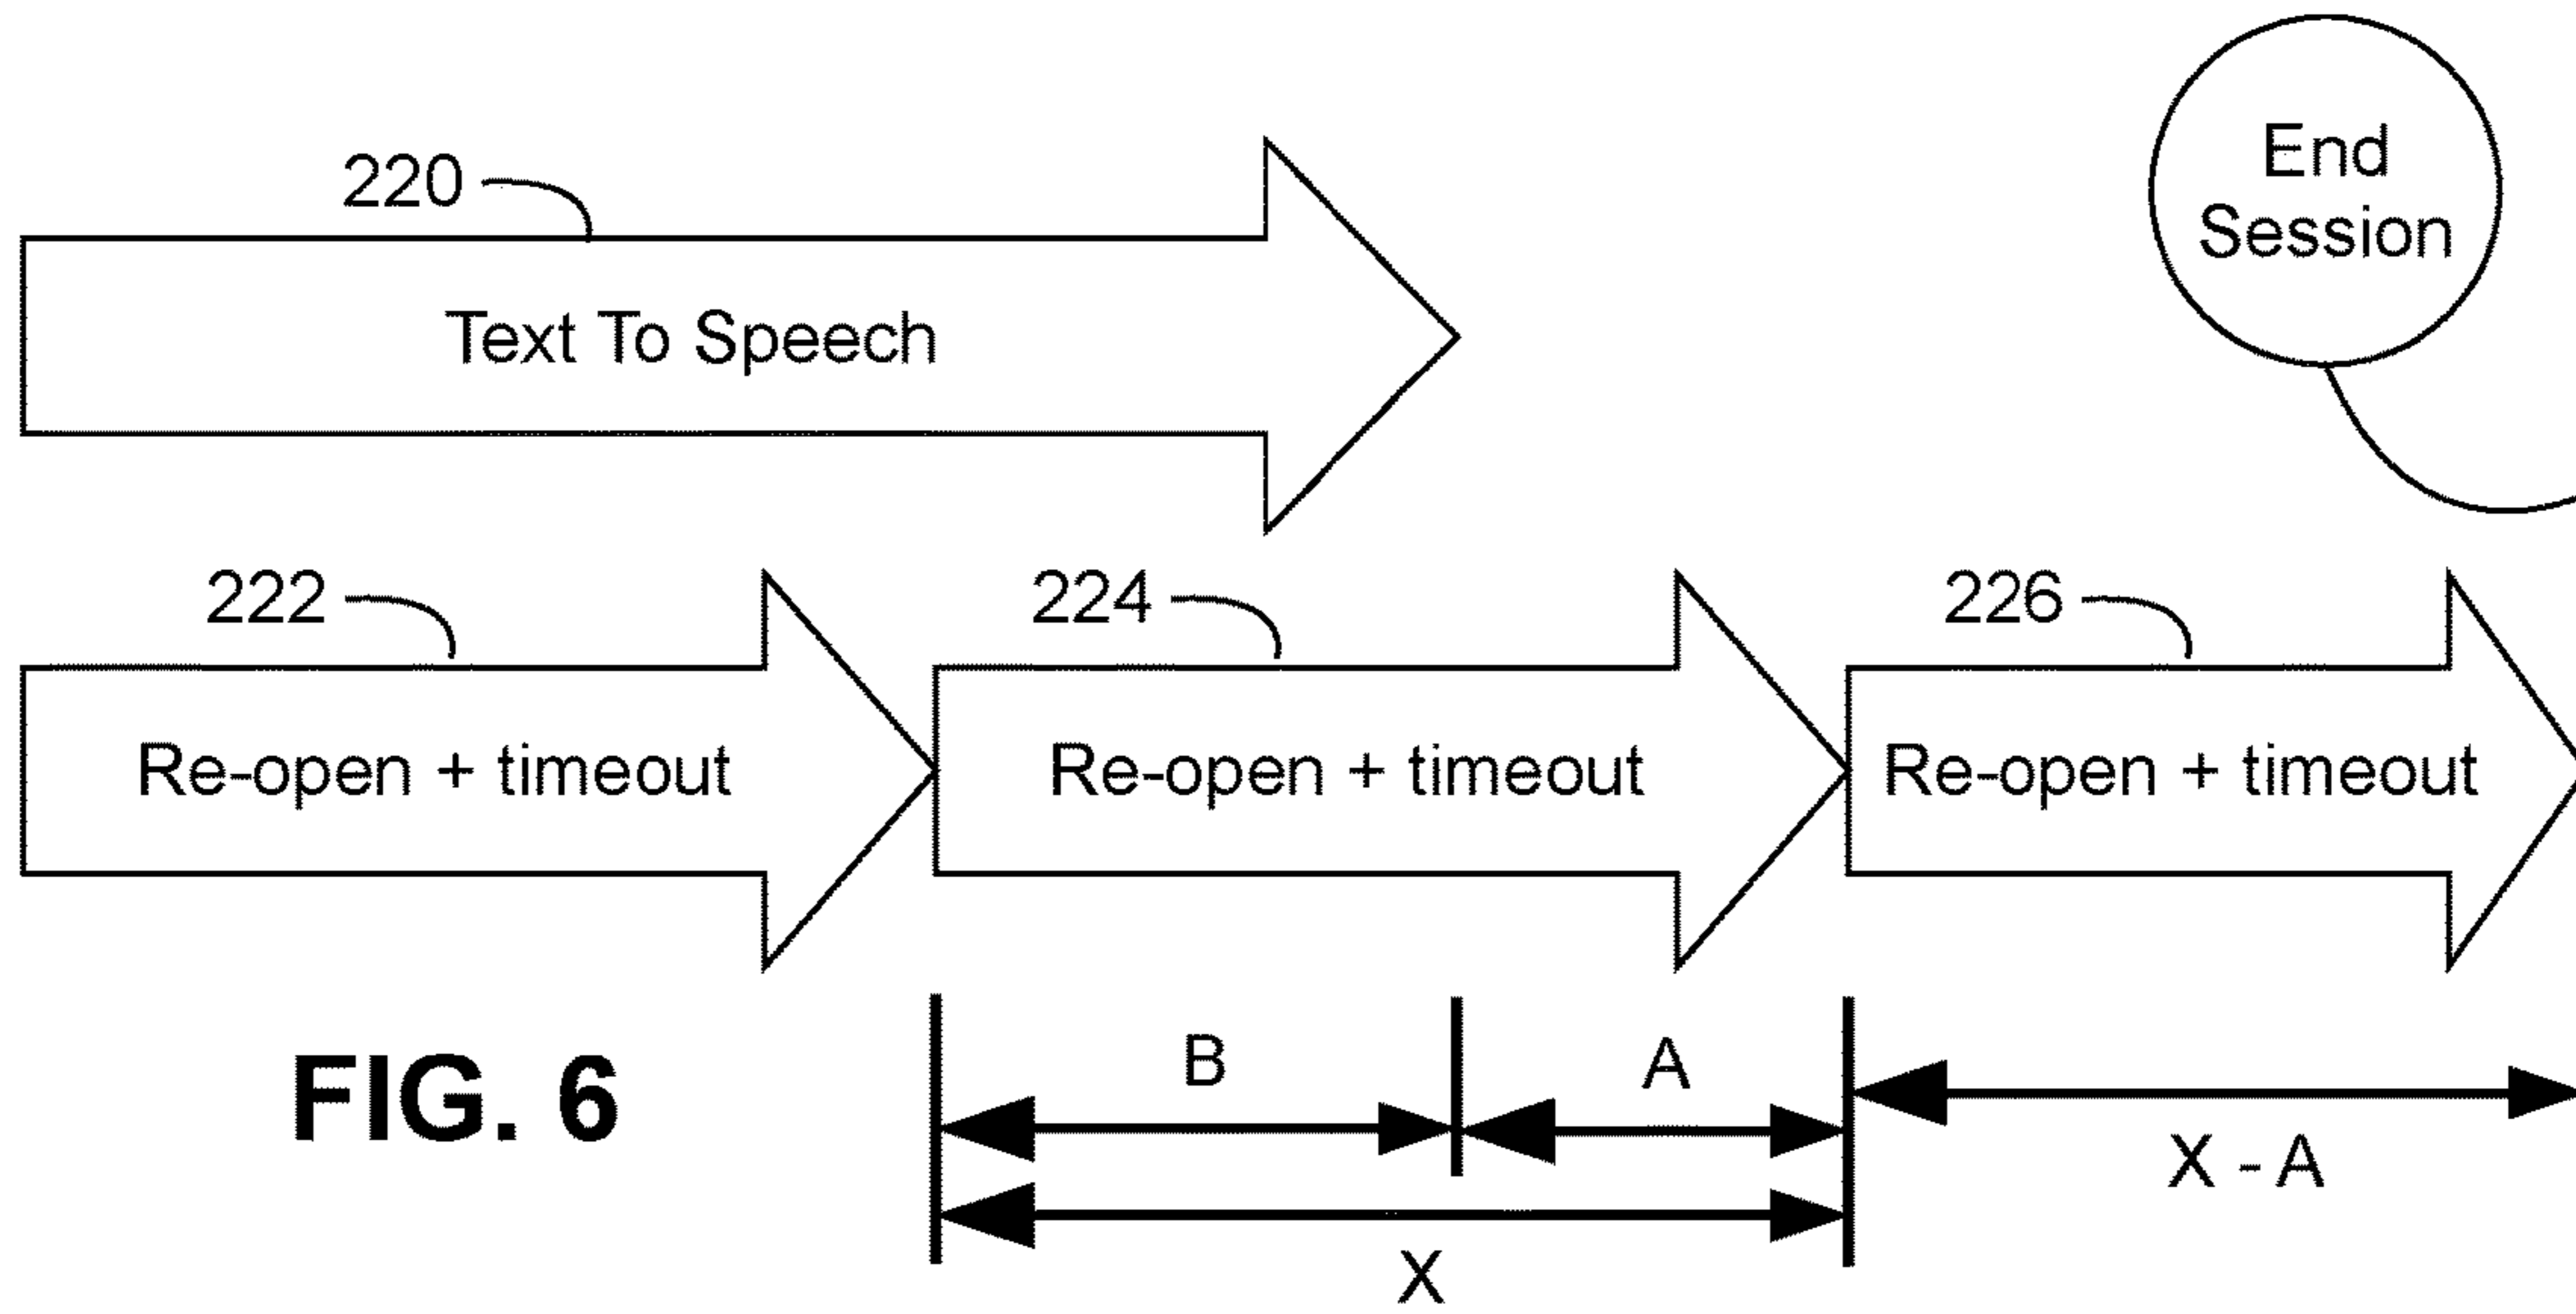 End
Session
220
Text To Speech
222
224
226
Re-open + timeout
Re-open + timeout
Re-open + timeout
B
A
X - A
X
FIG. 6